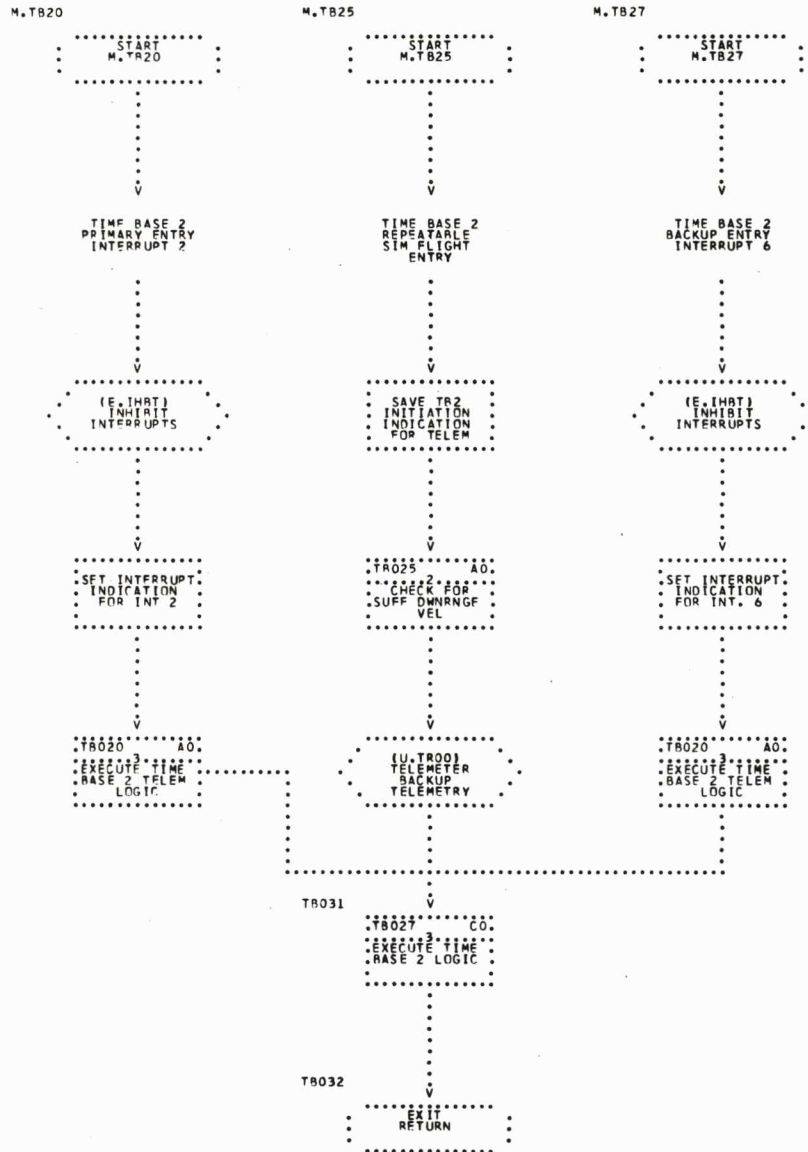 M.TB20
START
M.TB20
TIME BASE 2
PRIMARY ENTRY
INTERRUPT 2
(E.IHBT)
INHIBIT
INTERRUPTS
SET INTERRUPT
INDICATION
FOR INT 2
TB020 A0
3
EXECUTE TIME
BASE 2 TELEM
LOGIC
M.TB25
START
M.TB25
TIME BASE 2
REPEATABLE
SIM FLIGHT
ENTRY
SAVE TB2
INITIATION
INDICATION
FOR TELEM
TB025 A0
2
CHECK FOR
SUFF DWNRNGE
VEL
(U.TR00)
TELEMETER
BACKUP
TELEMETRY
M.TB27
START
M.TB27
TIME BASE 2
BACKUP ENTRY
INTERRUPT 6
(E.IHBT)
INHIBIT
INTERRUPTS
SET INTERRUPT
INDICATION
FOR INT. 6
TB020 A0
3
EXECUTE TIME
BASE 2 TELEM
LOGIC
TB031
TB027 C0
3
EXECUTE TIME
BASE 2 LOGIC
TB032
EXIT
RETURN